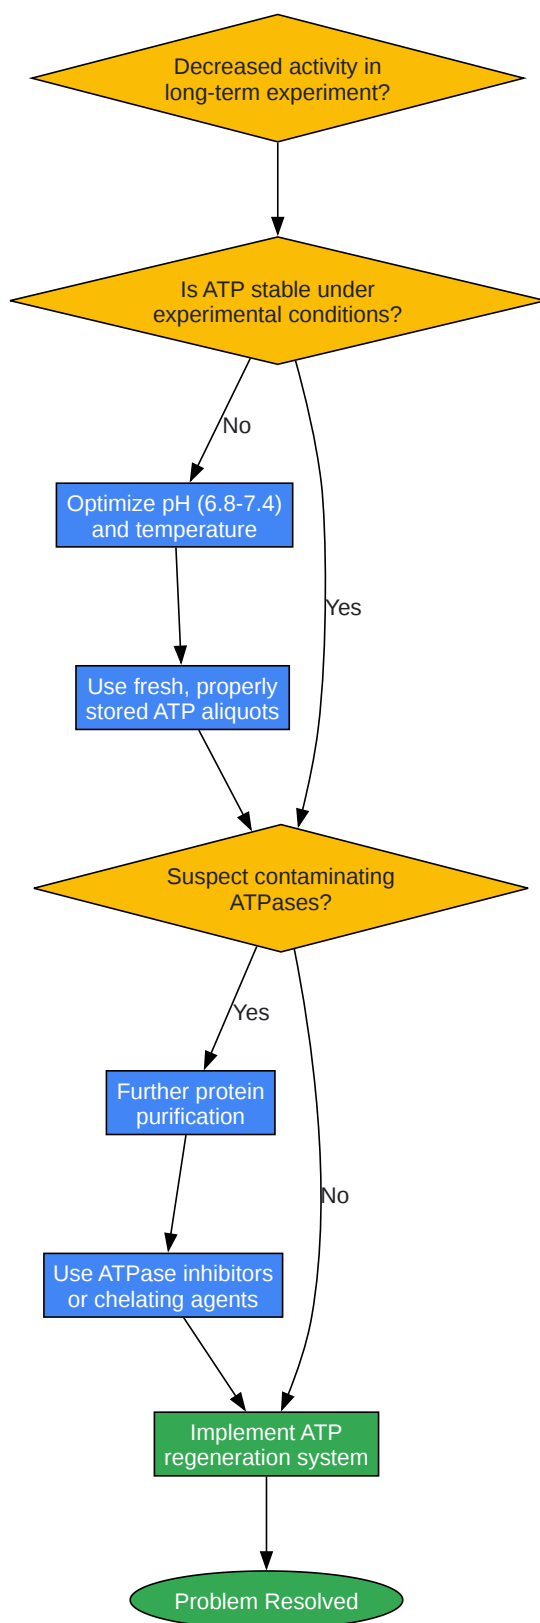 Decreased activity in
long-term experiment?
Is ATP stable under
experimental conditions?
No
Optimize pH (6.8-7.4)
and temperature
Yes
Use fresh, properly
stored ATP aliquots
Suspect contaminating
ATPases?
Yes
Further protein
purification
No
Use ATPase inhibitors
or chelating agents
Implement ATP
regeneration system
Problem Resolved